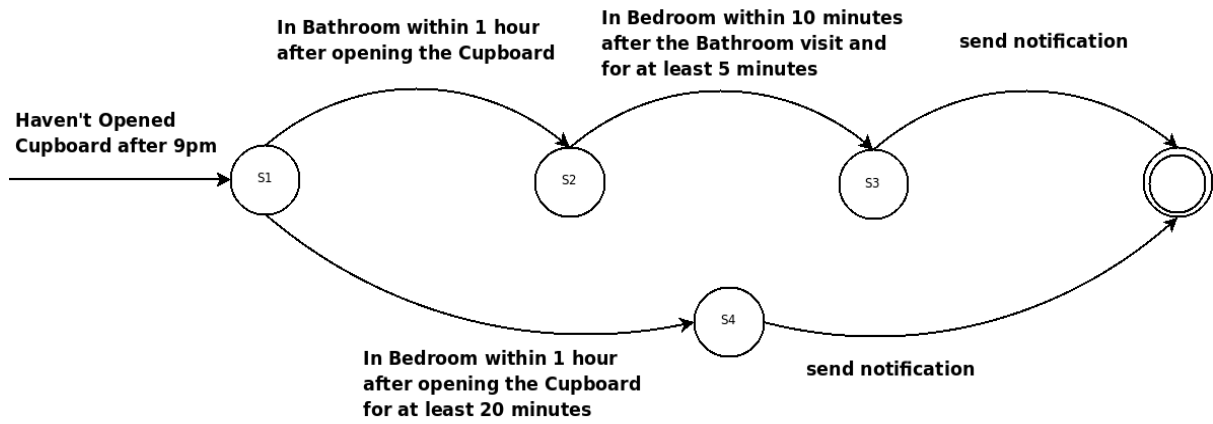 In Bathroom within 1 hour
after opening the Cupboard
In Bedroom within 10 minutes
after the Bathroom visit and
for at least 5 minutes
send notification
Haven't Opened
Cupboard after 9pm
S1
S2
S3
S4
In Bedroom within 1 hour
after opening the Cupboard
for at least 20 minutes
send notification